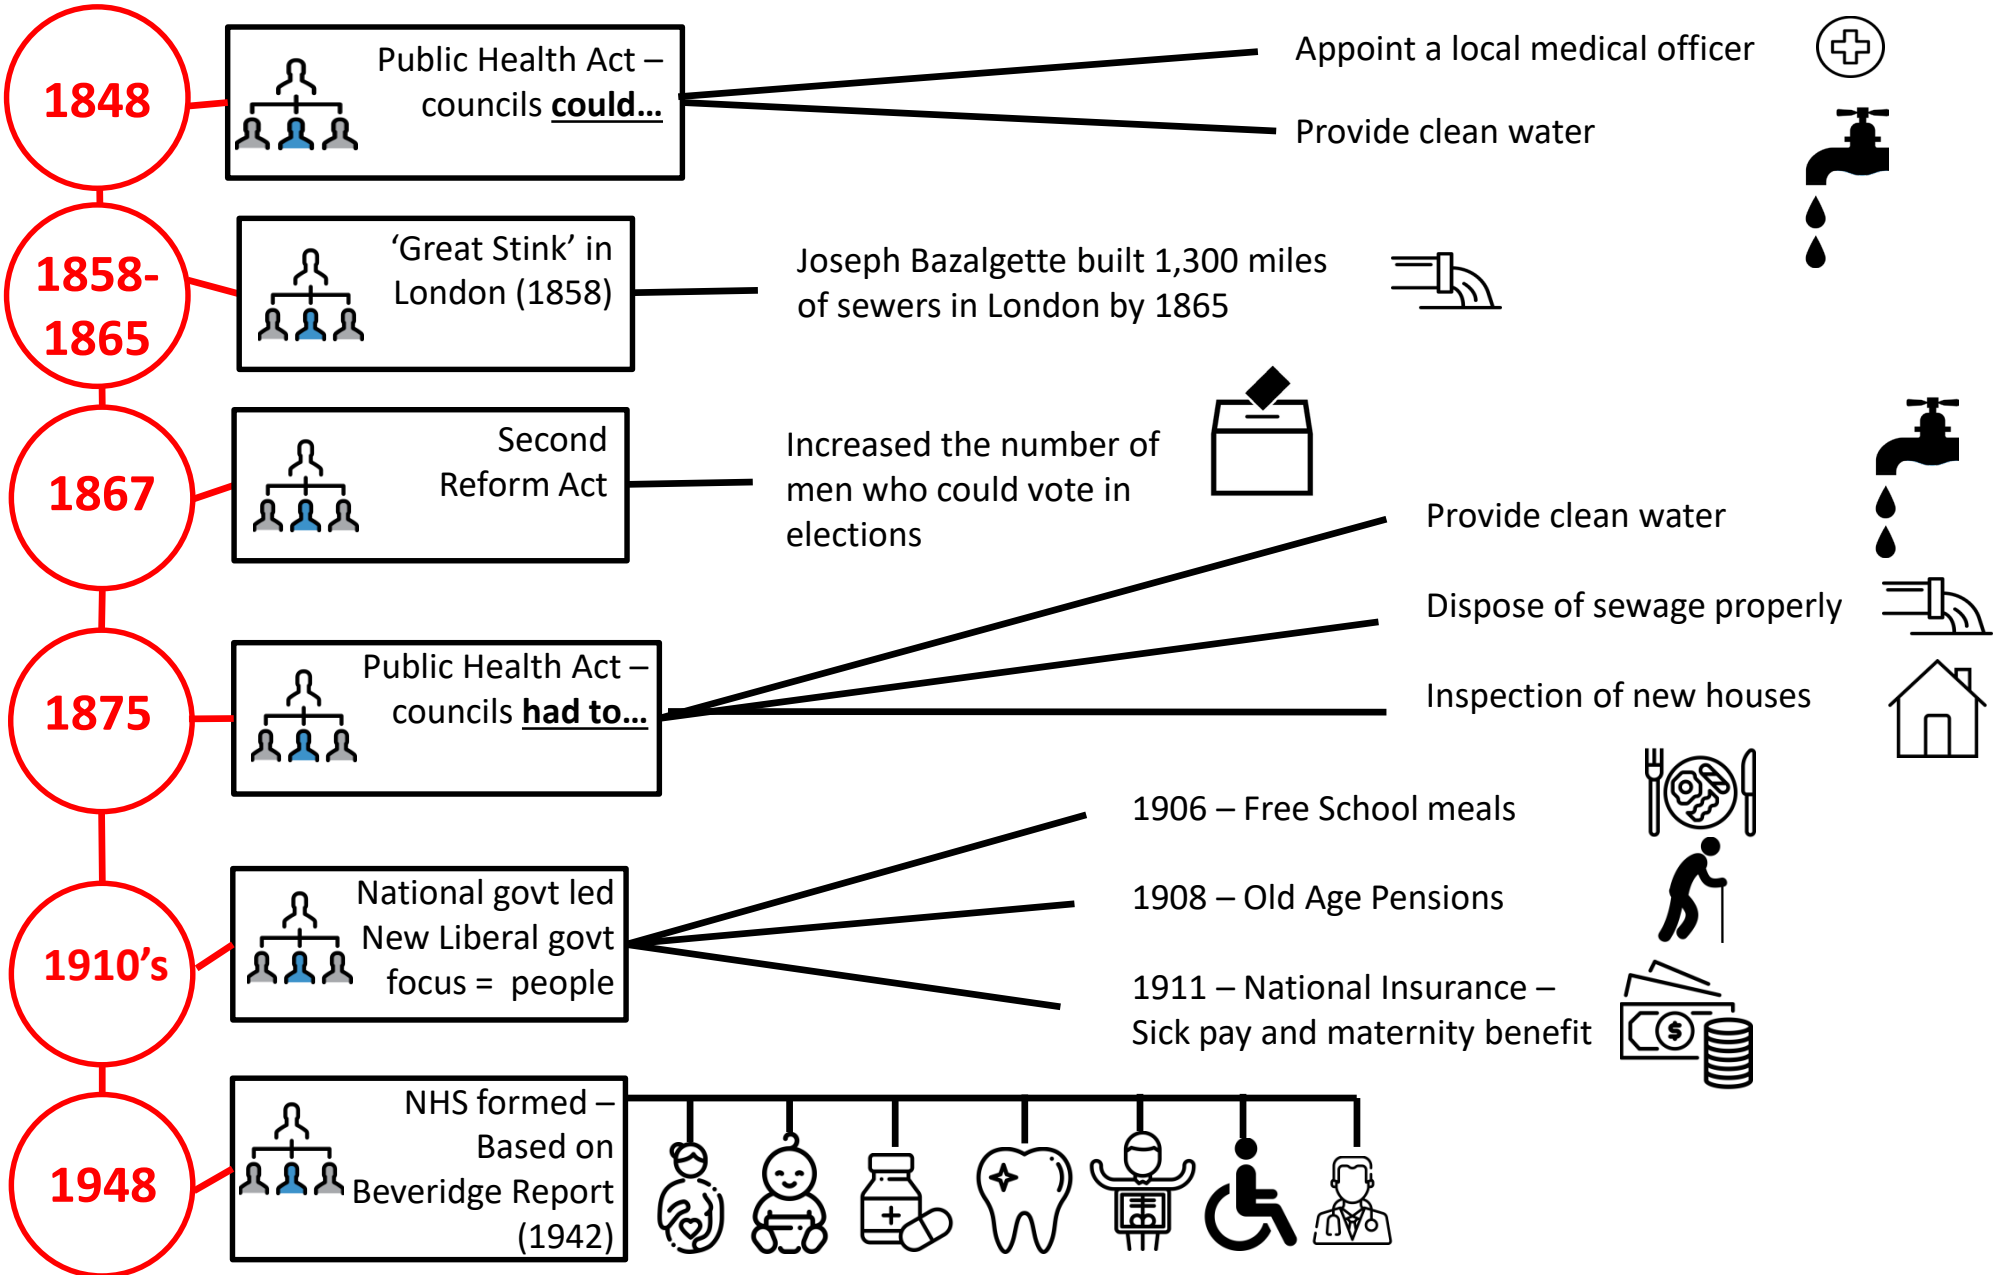 1848
Public Health Act –
councils could…
Appoint a local medical officer
Provide clean water
1858-
1865
‘Great Stink’ in
London (1858)
Joseph Bazalgette built 1,300 miles
of sewers in London by 1865
1867
Second
Reform Act
Increased the number of
men who could vote in
elections
1875
Public Health Act –
councils had to…
Provide clean water
Dispose of sewage properly
Inspection of new houses
1910’s
National govt led
New Liberal govt
focus = people
1906 – Free School meals
1908 – Old Age Pensions
1911 – National Insurance –
Sick pay and maternity benefit
$
1948
NHS formed –
Based on
Beveridge Report
(1942)